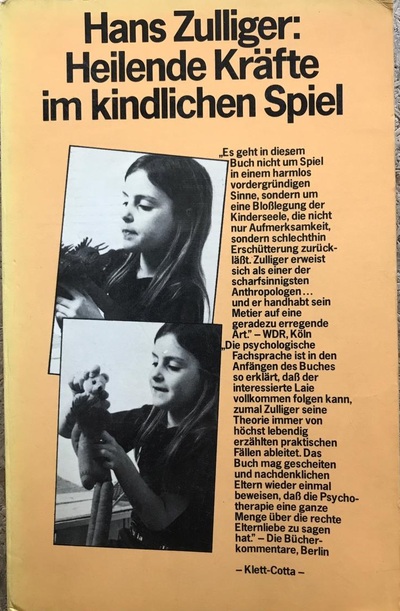 Hans Zulliger:
Heilende Kräfte
im kindlichen Spiel
„Es geht in diesem
Buch nicht um Spiel
in einem harmlos
vordergründigen
Sinne, sondern um
eine Bloßlegung der
Kinderseele, die nicht
nur Aufmerksamkeit,
sondern schlechthin
Erschütterung zurück-
läßt. Zulliger erweist
sich als einer der
scharfsinnigsten
Anthropologen...
und er handhabt sein
Metier auf eine
geradezu erregende
Art." – WDR, Köln
„Die psychologische
Fachsprache ist in den
Anfängen des Buches
so erklärt, daß der
interessierte Laie
vollkommen folgen kann,
zumal Zulliger seine
Theorie immer von
höchst lebendig
erzählten praktischen
Fällen ableitet. Das
Buch mag gescheiten
und nachdenklichen
Eltern wieder einmal
beweisen, daß die Psycho-
therapie eine ganze
Menge über die rechte
Elternliebe zu sagen
hat." – Die Bücher-
kommentare, Berlin
– Klett-Cotta –